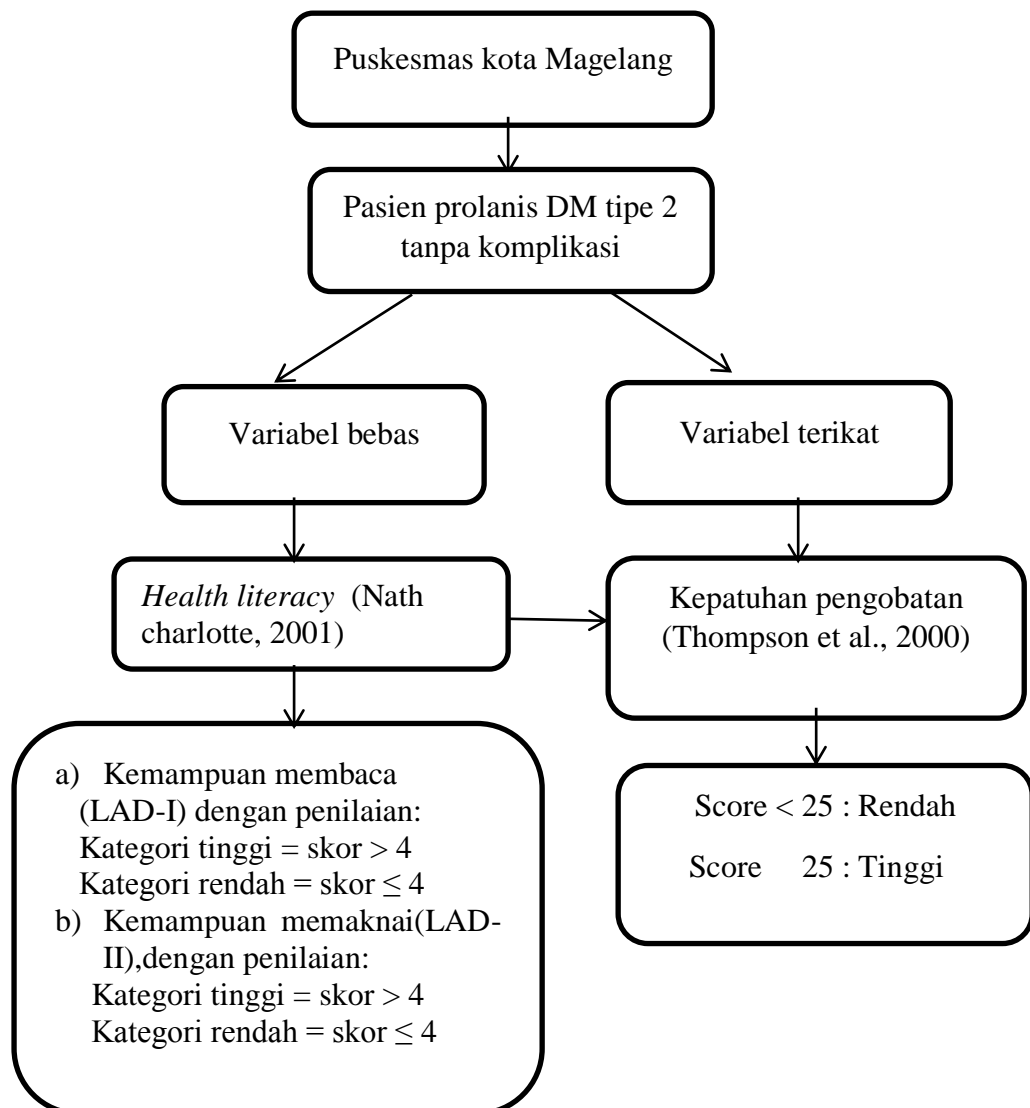 Puskesmas kota Magelang
Pasien prolanis DM tipe 2
tanpa komplikasi
Variabel bebas
Variabel terikat
Health literacy (Nath
charlotte, 2001)
Kepatuhan pengobatan
(Thompson et al., 2000)
a) Kemampuan membaca
(LAD-I) dengan penilaian:
Kategori tinggi = skor > 4
Kategori rendah = skor ≤ 4
b) Kemampuan memaknai(LAD-
II),dengan penilaian:
Kategori tinggi = skor > 4
Kategori rendah = skor ≤ 4
Score < 25 : Rendah
Score 25 : Tinggi